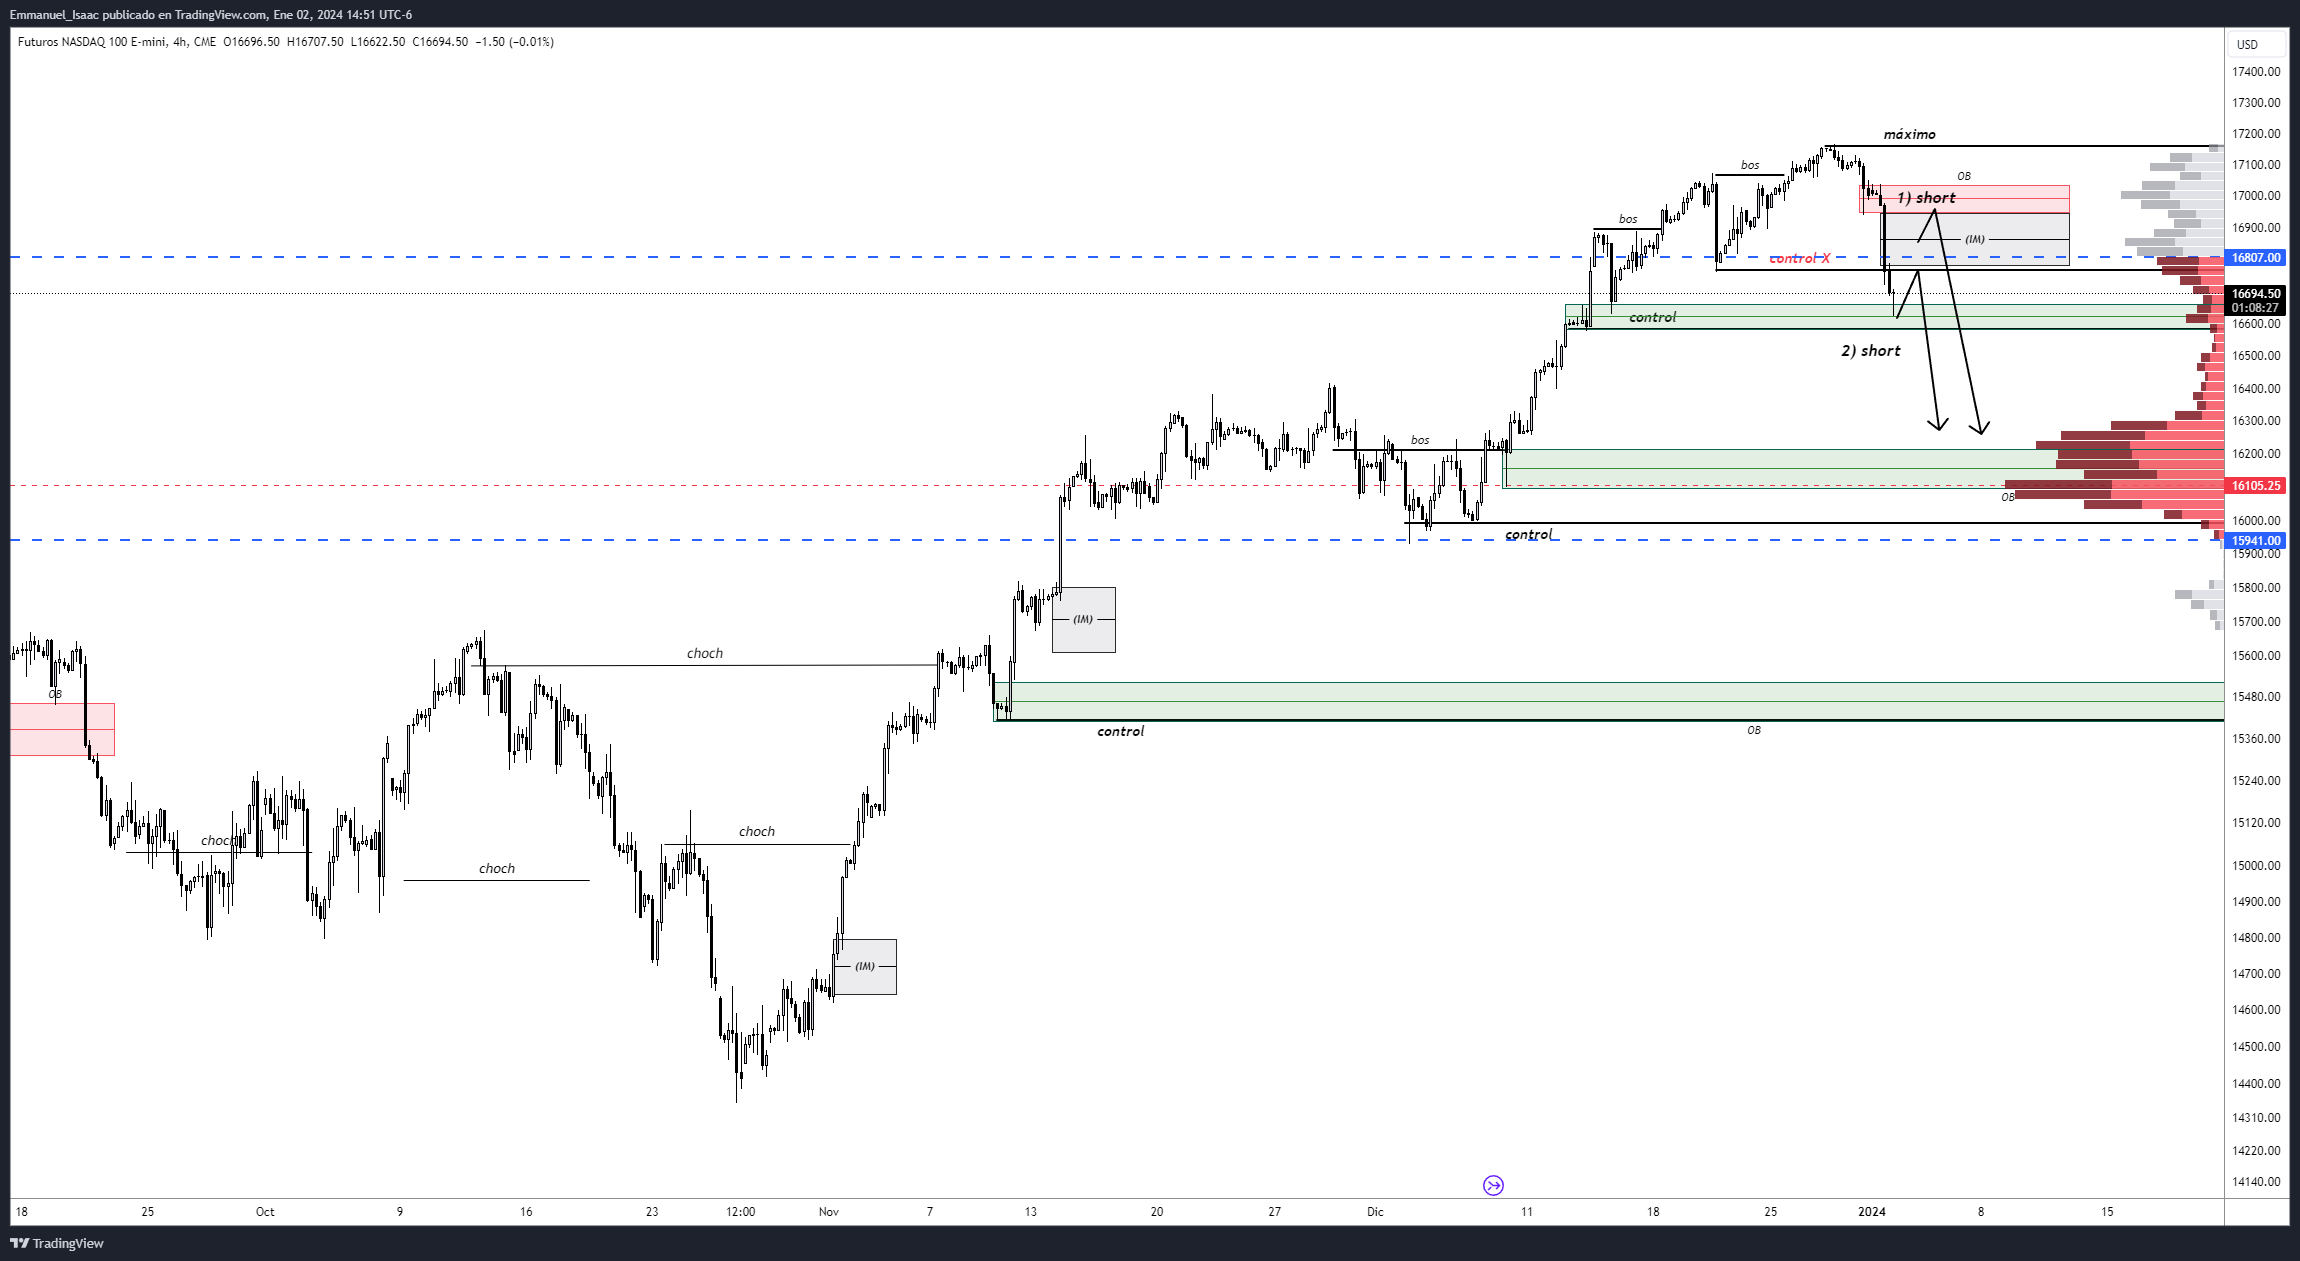 Emmanuel_Isaac publicado en TradingView.com, Ene 02, 2024 14:51 UTC-6
Futuros NASDAQ 100 E-mini, 4h, CME O16696.50 H16707.50 L16622.50 C16694.50 −1.50 (−0.01%)
USD
17400.00
17300.00
17200.00
17100.00
17000.00
16900.00
16807.00
16694.50
01:08:27
16600.00
16500.00
16400.00
16300.00
16200.00
16105.25
16000.00
15941.00
15900.00
15800.00
15700.00
15600.00
15480.00
15360.00
15240.00
15120.00
15000.00
14900.00
14800.00
14700.00
14600.00
14500.00
14400.00
14310.00
14220.00
14140.00
máximo
bos
OB
1) short
bos
(IM)
control X
control
2) short
bos
OB
control
(IM)
choch
OB
control
OB
choch
choch
choch
(IM)
18 25 Oct 9 16 23 12:00 Nov 7 13 20 27 Dic 11 18 25 2024 8 15
TradingView